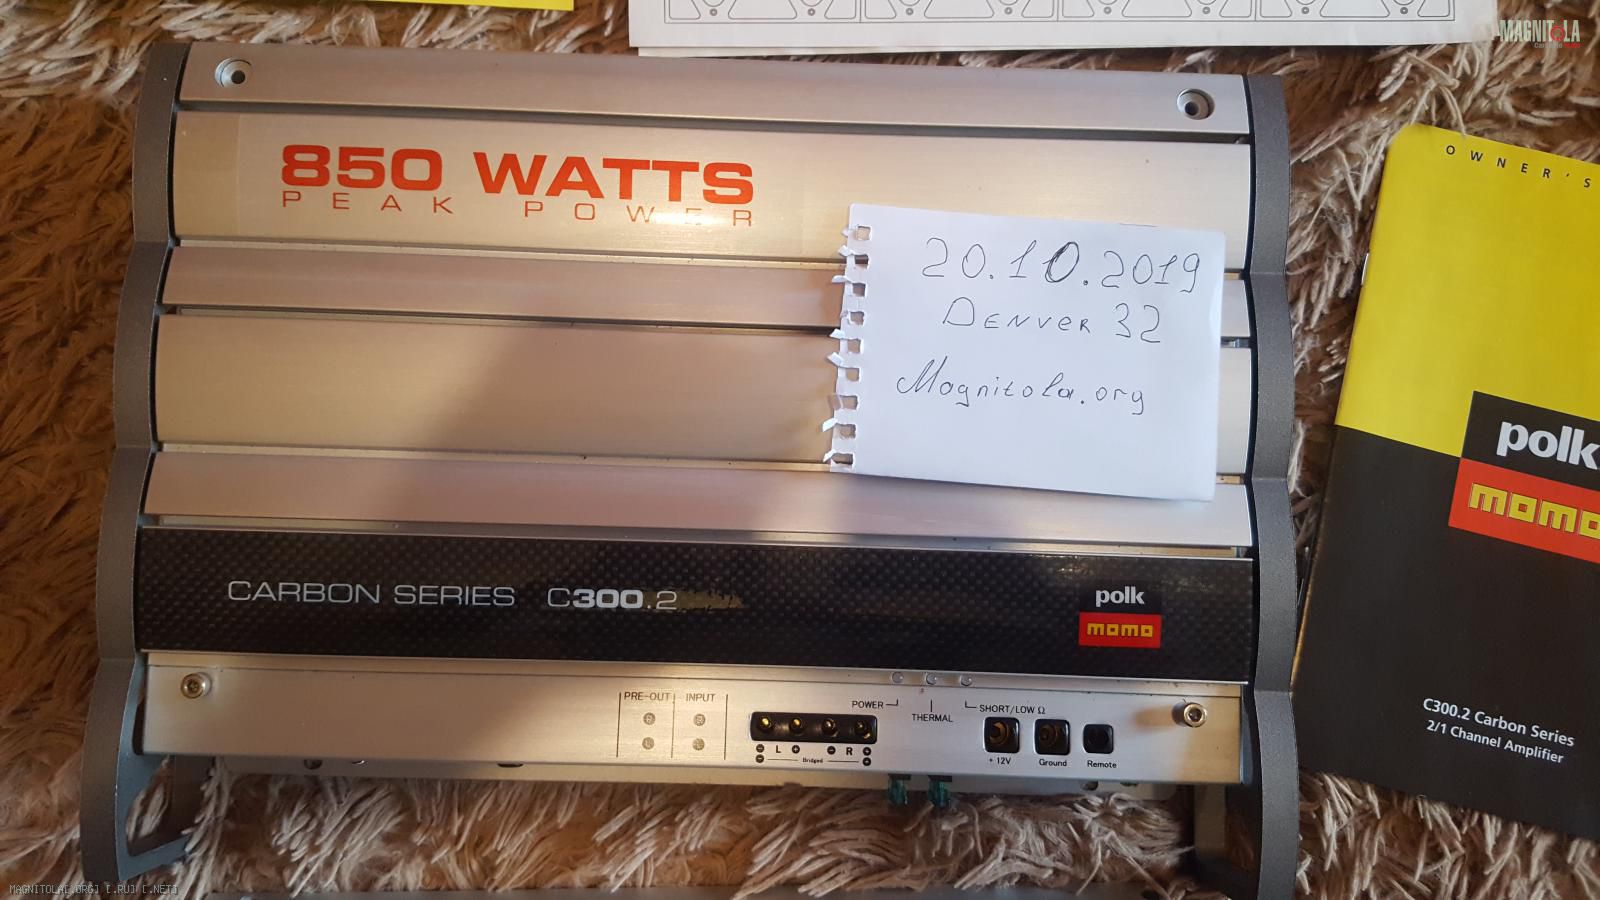 MAGNITOLA
850 WATTS
PEAK POWER
20.10.2019
Denver 32
Magnitola.org
OWNER'S
polk
momo
CARBON SERIES C300.2
polk
momo
C300.2 Carbon Series
2/1 Channel Amplifier
PRE-OUT INPUT
R R
L L
POWER
THERMAL
SHORT/LOW Ω
L R
Bridged
+ 12V Ground Remote
MAGNITOLA[.ORG] [.RU] [.NET]